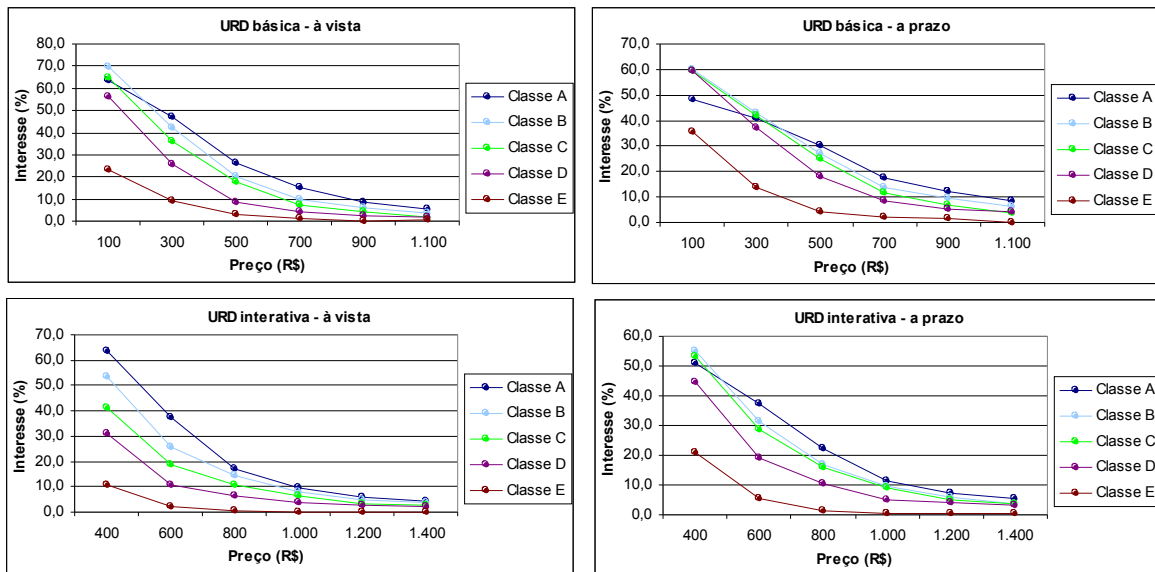 URD básica - à vista
Interesse (%)
80,0
70,0
60,0
50,0
40,0
30,0
20,0
10,0
0,0
100 300 500 700 900 1.100
Preço (R$)
Classe A
Classe B
Classe C
Classe D
Classe E
URD básica - a prazo
Interesse (%)
70,0
60,0
50,0
40,0
30,0
20,0
10,0
0,0
100 300 500 700 900 1.100
Preço (R$)
Classe A
Classe B
Classe C
Classe D
Classe E
URD interativa - à vista
Interesse (%)
70,0
60,0
50,0
40,0
30,0
20,0
10,0
0,0
400 600 800 1.000 1.200 1.400
Preço (R$)
Classe A
Classe B
Classe C
Classe D
Classe E
URD interativa - a prazo
Interesse (%)
60,0
50,0
40,0
30,0
20,0
10,0
0,0
400 600 800 1.000 1.200 1.400
Preço (R$)
Classe A
Classe B
Classe C
Classe D
Classe E